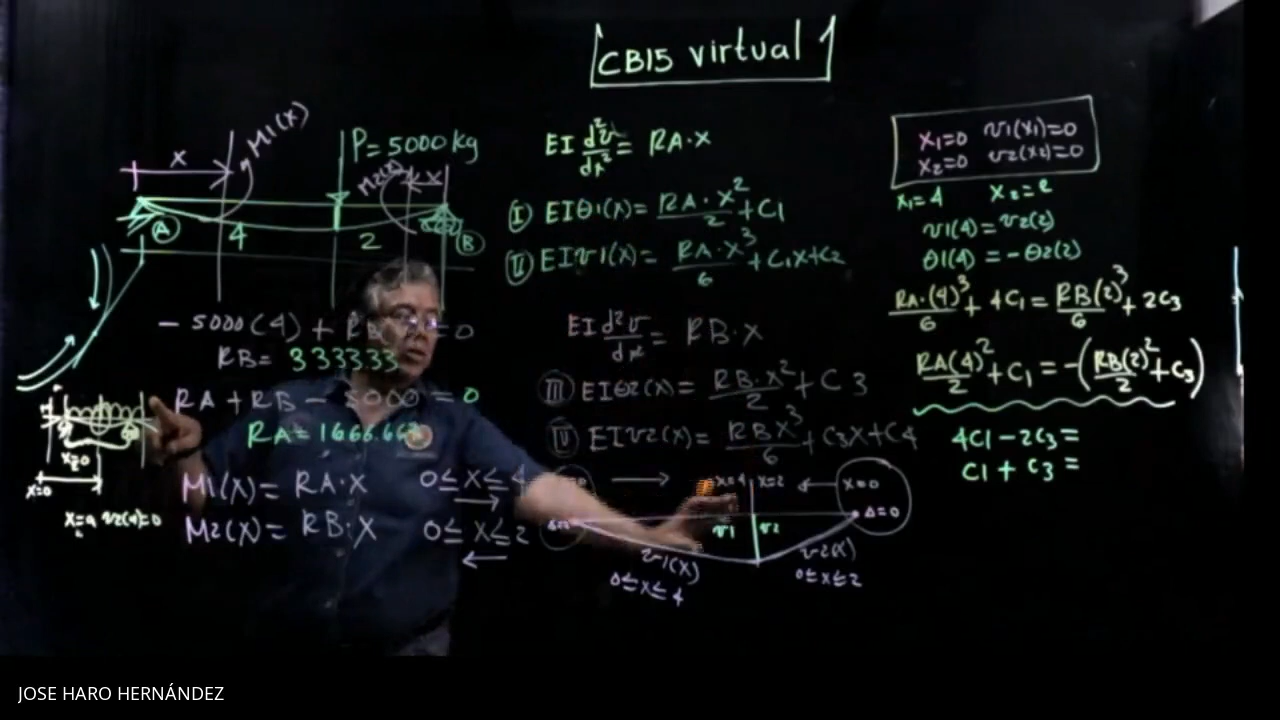 CB15 virtual
P= 5000 kg
M1(X)
X
M2(X)
X
A
4
2
B
- 5000(4) + RB = 0
RB= 333333
RA + RB - 5000 = 0
RA = 1666.667
M1(X)= RA·X 0≤X≤4
M2(X)= RB·X 0≤X≤2
X=0
X=0
EI d²v/dx² = RA·X
I) EIθ1(X)= RA·X²/2 + C1
II) EIV1(X)= RA·X³/6 + C1X+C2
EI d²v/dx = RB·X
III EIθ2(X)= RB·X²/2 + C3
IV EIV2(X)= RBX³/6 + C3X+C4
X=4 X=2 X=0
Δ=0
v1 v2
v1(X) v2(X)
0≤X≤4 0≤X≤2
X1=0 v1(X1)=0
X2=0 v2(X2)=0
X1=4 X2=2
v1(4)=v2(2)
θ1(4) = -θ2(2)
RA·(4)³/6 + 4C1 = RB(2)³/6 + 2C3
RA(4)²/2 + C1 = -(RB(2)²/2 + C3)
4C1-2C3=
C1 + C3 =
JOSE HARO HERNÁNDEZ